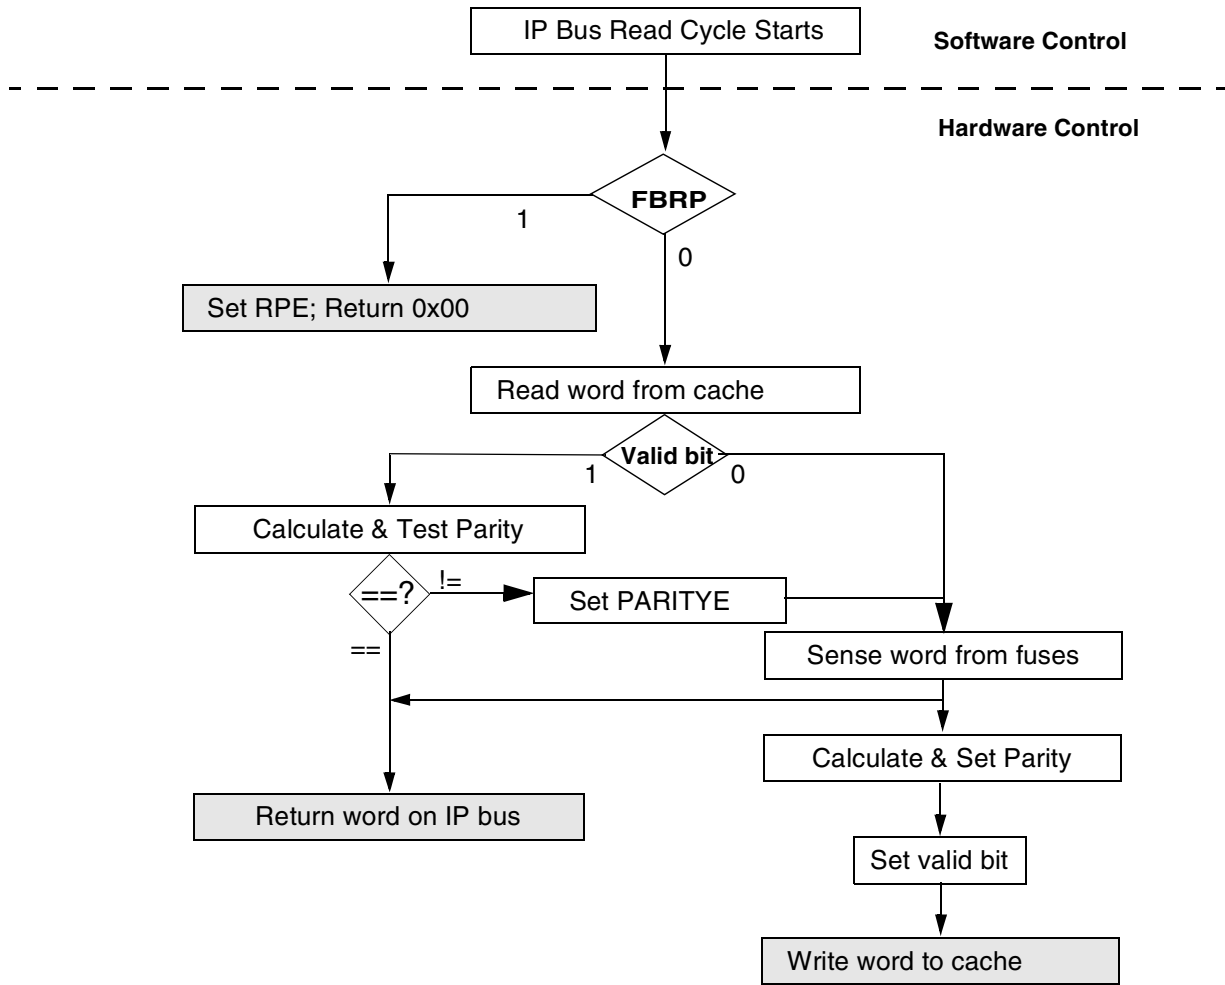 IP Bus Read Cycle Starts
Software Control
Hardware Control
FBRP
1
0
Set RPE; Return 0x00
Read word from cache
Valid bit
1
0
Calculate & Test Parity
==?
!=
Set PARITYE
==
Sense word from fuses
Calculate & Set Parity
Return word on IP bus
Set valid bit
Write word to cache